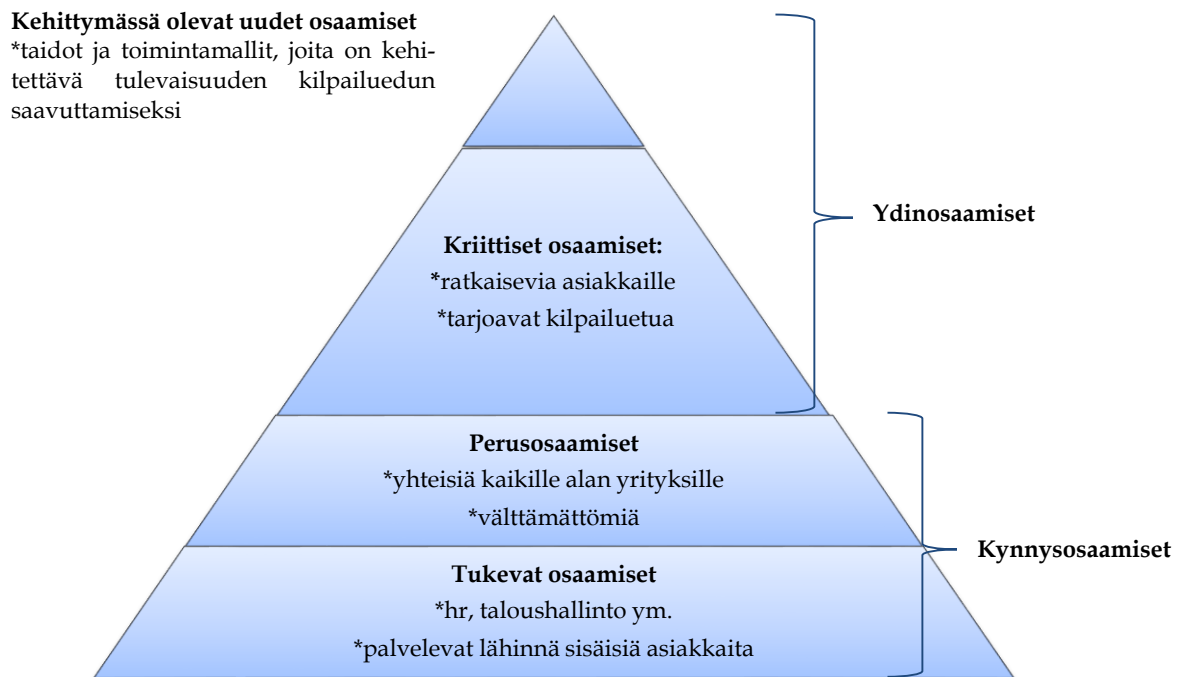 Kehittymässä olevat uudet osaamiset
*taidot ja toimintamallit, joita on kehi-
tettävä tulevaisuuden kilpailuedun
saavuttamiseksi
Ydinosaamiset
Kriittiset osaamiset:
*ratkaisevia asiakkaille
*tarjoavat kilpailuetua
Perusosaamiset
*yhteisiä kaikille alan yrityksille
*välttämättömiä
Kynnysosaamiset
Tukevat osaamiset
*hr, taloushallinto ym.
*palvelevat lähinnä sisäisiä asiakkaita